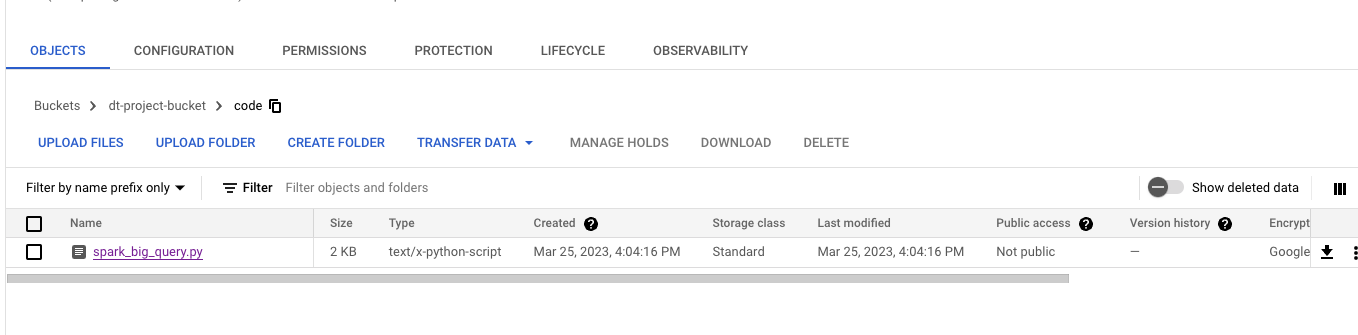 OBJECTS CONFIGURATION PERMISSIONS PROTECTION LIFECYCLE OBSERVABILITY
Buckets > dt-project-bucket > code
UPLOAD FILES UPLOAD FOLDER CREATE FOLDER TRANSFER DATA MANAGE HOLDS DOWNLOAD DELETE
Filter by name prefix only Filter Filter objects and folders Show deleted data
Name Size Type Created ? Storage class Last modified Public access ? Version history ? Encrypt
spark_big_query.py 2 KB text/x-python-script Mar 25, 2023, 4:04:16 PM Standard Mar 25, 2023, 4:04:16 PM Not public — Google